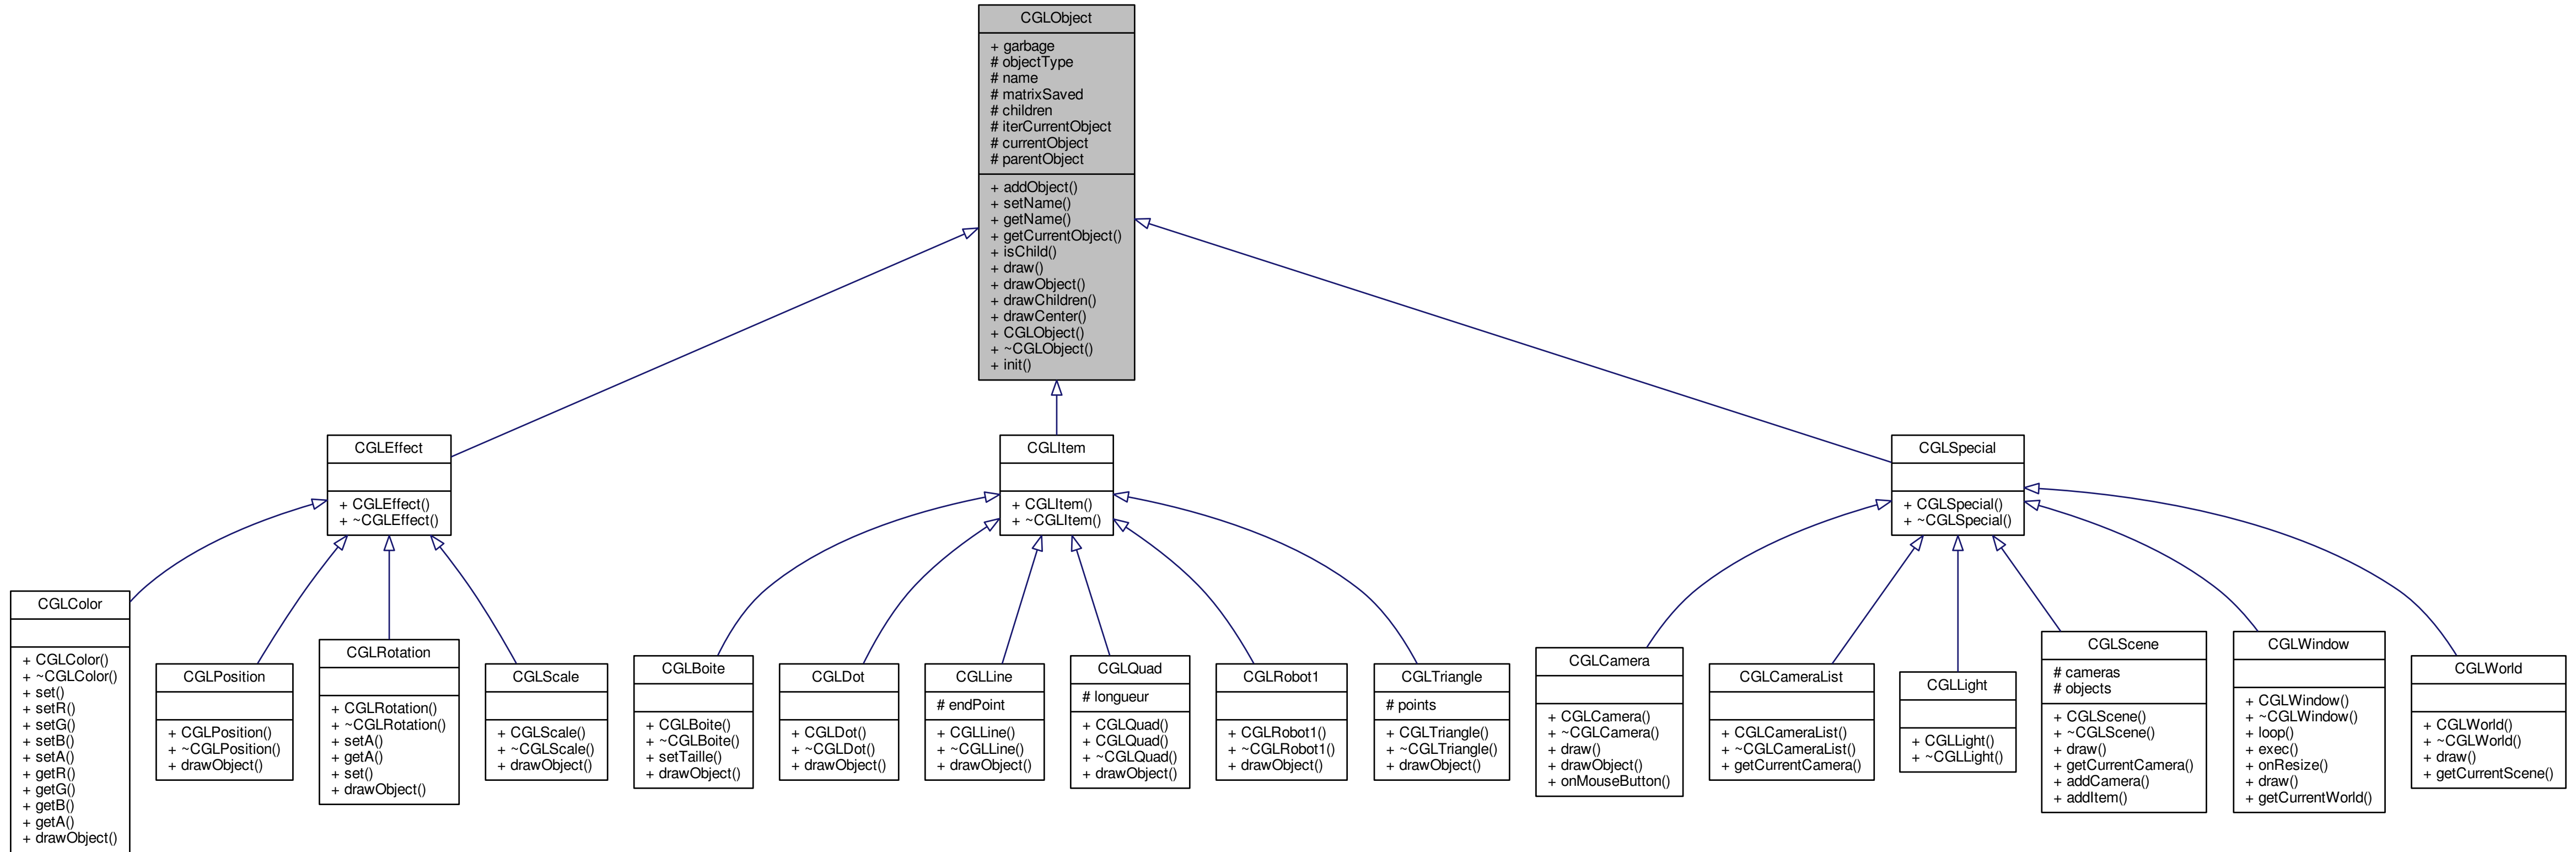 CGLObject
+ garbage
# objectType
# name
# matrixSaved
# children
# iterCurrentObject
# currentObject
# parentObject
+ addObject()
+ setName()
+ getName()
+ getCurrentObject()
+ isChild()
+ draw()
+ drawObject()
+ drawChildren()
+ drawCenter()
+ CGLObject()
+ ~CGLObject()
+ init()
CGLEffect
+ CGLEffect()
+ ~CGLEffect()
CGLItem
+ CGLItem()
+ ~CGLItem()
CGLSpecial
+ CGLSpecial()
+ ~CGLSpecial()
CGLColor
+ CGLColor()
+ ~CGLColor()
+ set()
+ setR()
+ setG()
+ setB()
+ setA()
+ getR()
+ getG()
+ getB()
+ getA()
+ drawObject()
CGLPosition
+ CGLPosition()
+ ~CGLPosition()
+ drawObject()
CGLRotation
+ CGLRotation()
+ ~CGLRotation()
+ setA()
+ getA()
+ set()
+ drawObject()
CGLScale
+ CGLScale()
+ ~CGLScale()
+ drawObject()
CGLBoite
+ CGLBoite()
+ ~CGLBoite()
+ setTaille()
+ drawObject()
CGLDot
+ CGLDot()
+ ~CGLDot()
+ drawObject()
CGLLine
# endPoint
+ CGLLine()
+ ~CGLLine()
+ drawObject()
CGLQuad
# longueur
+ CGLQuad()
+ CGLQuad()
+ ~CGLQuad()
+ drawObject()
CGLRobot1
+ CGLRobot1()
+ ~CGLRobot1()
+ drawObject()
CGLTriangle
# points
+ CGLTriangle()
+ ~CGLTriangle()
+ drawObject()
CGLCamera
+ CGLCamera()
+ ~CGLCamera()
+ draw()
+ drawObject()
+ onMouseButton()
CGLCameraList
+ CGLCameraList()
+ ~CGLCameraList()
+ getCurrentCamera()
CGLLight
+ CGLLight()
+ ~CGLLight()
CGLScene
# cameras
# objects
+ CGLScene()
+ ~CGLScene()
+ draw()
+ getCurrentCamera()
+ addCamera()
+ addItem()
CGLWindow
+ CGLWindow()
+ ~CGLWindow()
+ loop()
+ exec()
+ onResize()
+ draw()
+ getCurrentWorld()
CGLWorld
+ CGLWorld()
+ ~CGLWorld()
+ draw()
+ getCurrentScene()